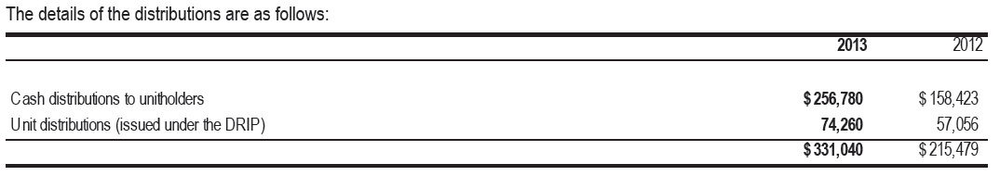 The details of the distributions are as follows:
2013 2012
Cash distributions to unitholders $ 256,780 $ 158,423
Unit distributions (issued under the DRIP) 74,260 57,056
$ 331,040 $ 215,479